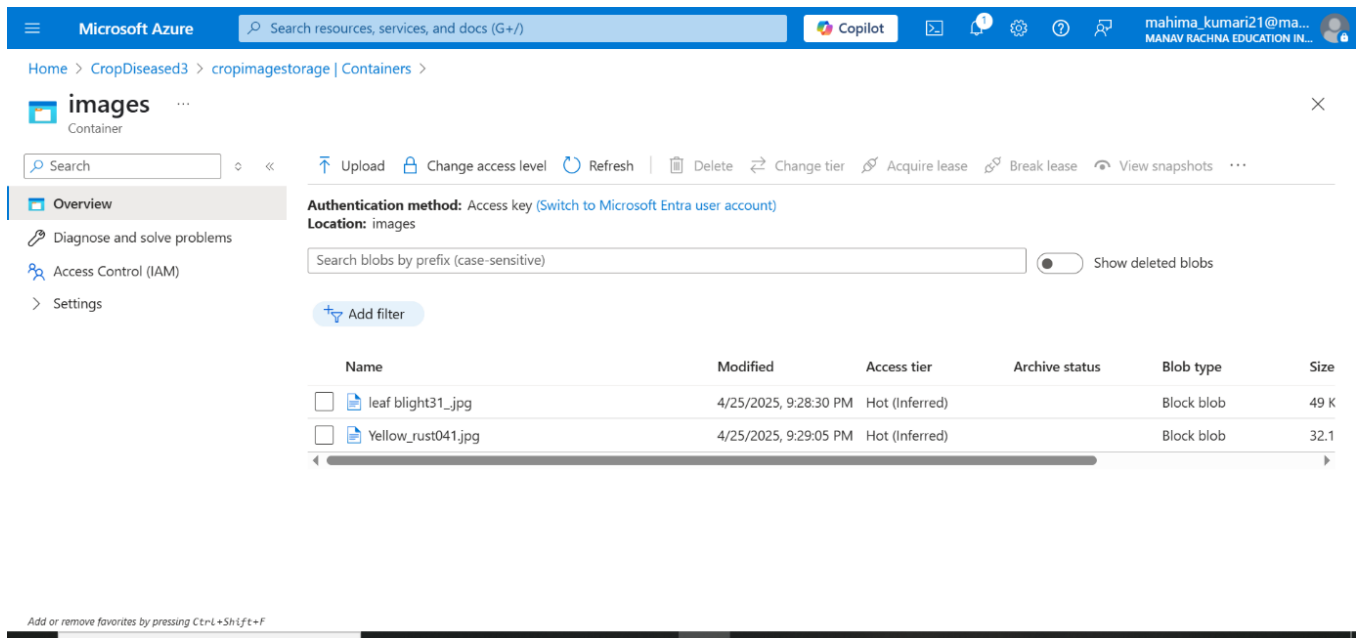 Microsoft Azure
Search resources, services, and docs (G+/)
Copilot
1
mahima_kumari21@ma...
MANAV RACHNA EDUCATION IN...
Home > CropDiseased3 > cropimagestorage | Containers >
images ...
Container
Search
Upload Change access level Refresh Delete Change tier Acquire lease Break lease View snapshots ...
Overview
Diagnose and solve problems
Access Control (IAM)
Settings
Authentication method: Access key (Switch to Microsoft Entra user account)
Location: images
Search blobs by prefix (case-sensitive)
Show deleted blobs
Add filter
Name Modified Access tier Archive status Blob type Size
leaf blight31_.jpg 4/25/2025, 9:28:30 PM Hot (Inferred) Block blob 49 K
Yellow_rust041.jpg 4/25/2025, 9:29:05 PM Hot (Inferred) Block blob 32.1
Add or remove favorites by pressing Ctrl+Shift+F